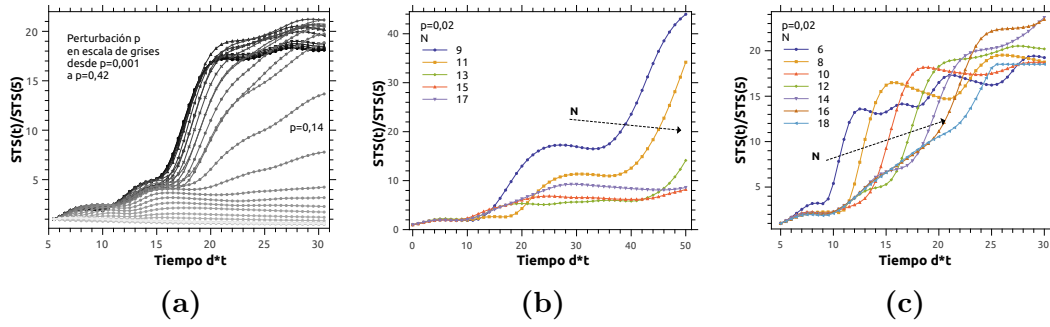 STS(t)/STS(5)
20
15
10
5
Perturbación p
en escala de grises
desde p=0,001
a p=0,42
p=0,14
5 10 15 20 25 30
Tiempo d*t
(a)
STS(t)/STS(5)
40
30
20
10
0
p=0,02
N
9
11
13
15
17
N
0 10 20 30 40 50
Tiempo d*t
(b)
STS(t)/STS(5)
20
15
10
5
p=0,02
N
6
8
10
12
14
16
18
N
5 10 15 20 25 30
Tiempo d*t
(c)